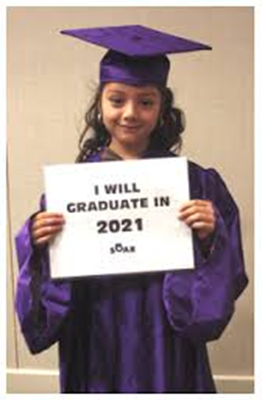 I WILL
GRADUATE IN
2021
SOAR